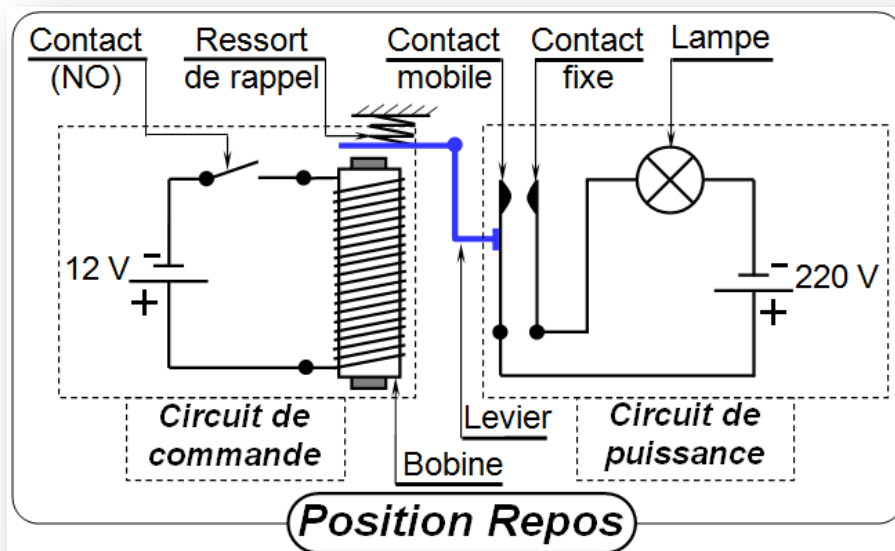 Contact
(NO)
Ressort
de rappel
Contact
mobile
Contact
fixe
Lampe
12 V
-
+
-
+
220 V
Circuit de
commande
Levier
Bobine
Circuit de
puissance
Position Repos